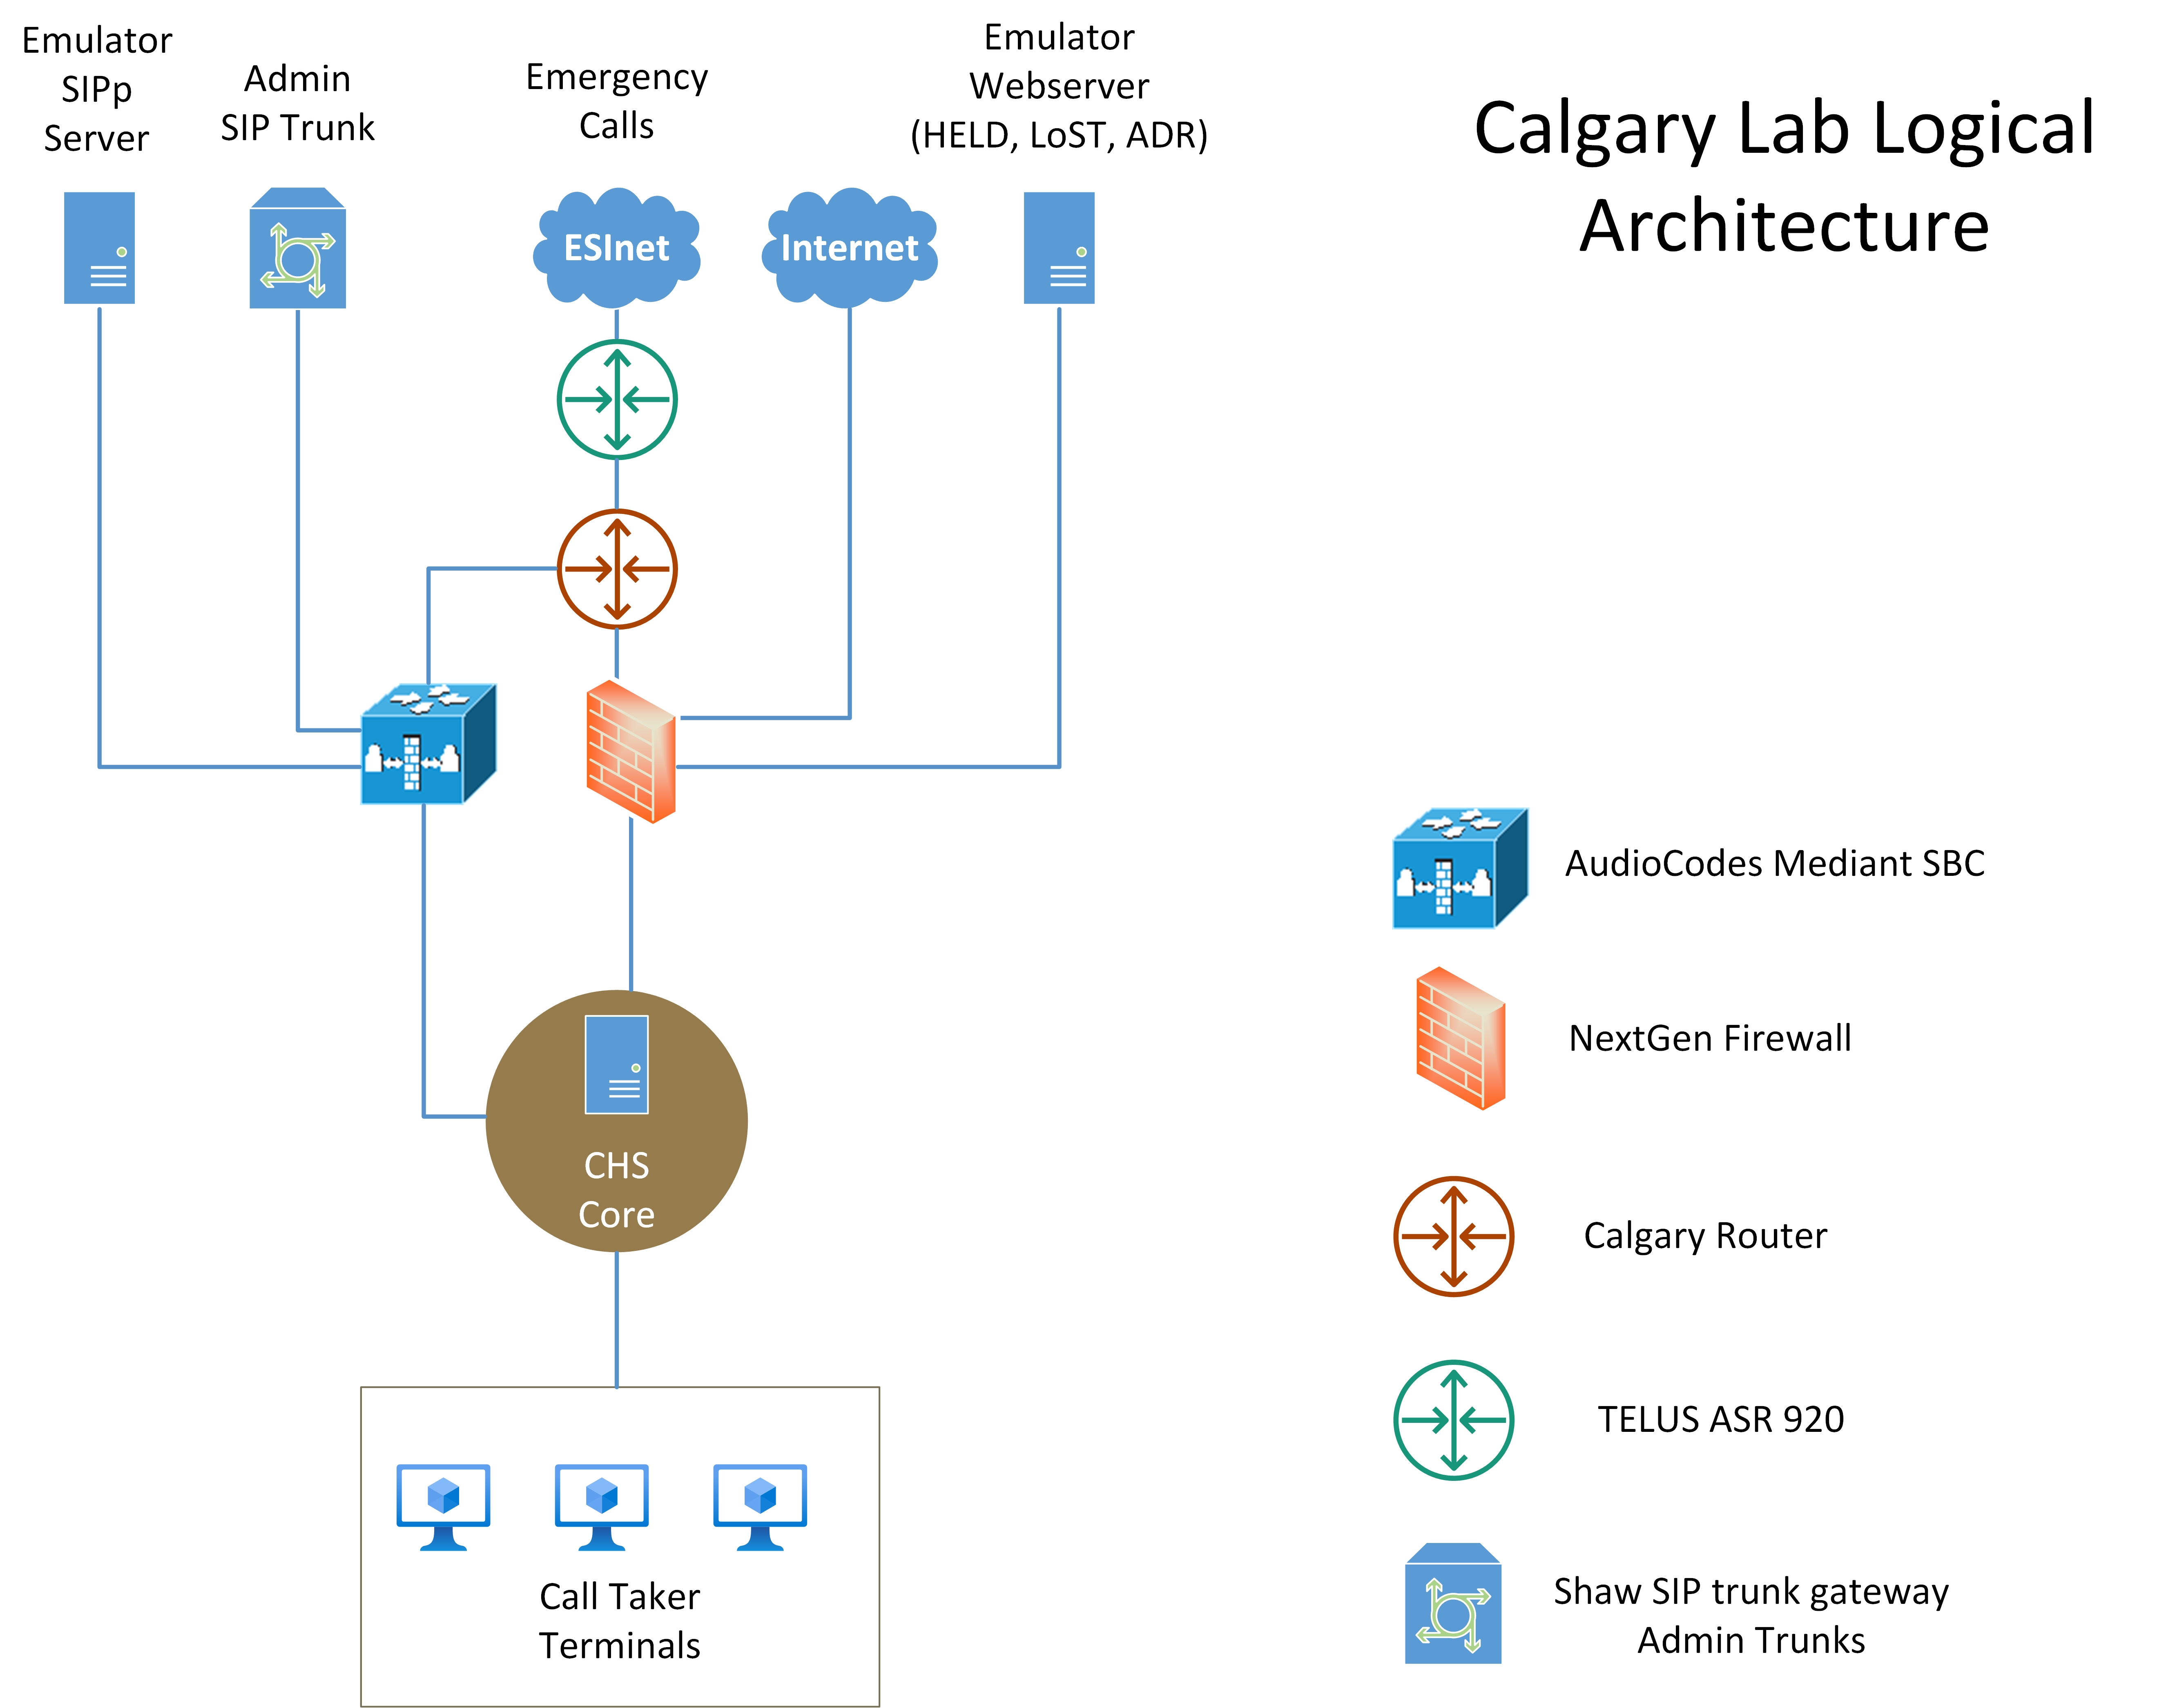 Emulator
SIPp
Server
Admin
SIP Trunk
Emergency
Calls
Emulator
Webserver
(HELD, LoST, ADR)
Calgary Lab Logical
Architecture
ESInet
Internet
AudioCodes Mediant SBC
NextGen Firewall
CHS
Core
Calgary Router
TELUS ASR 920
Call Taker
Terminals
Shaw SIP trunk gateway
Admin Trunks